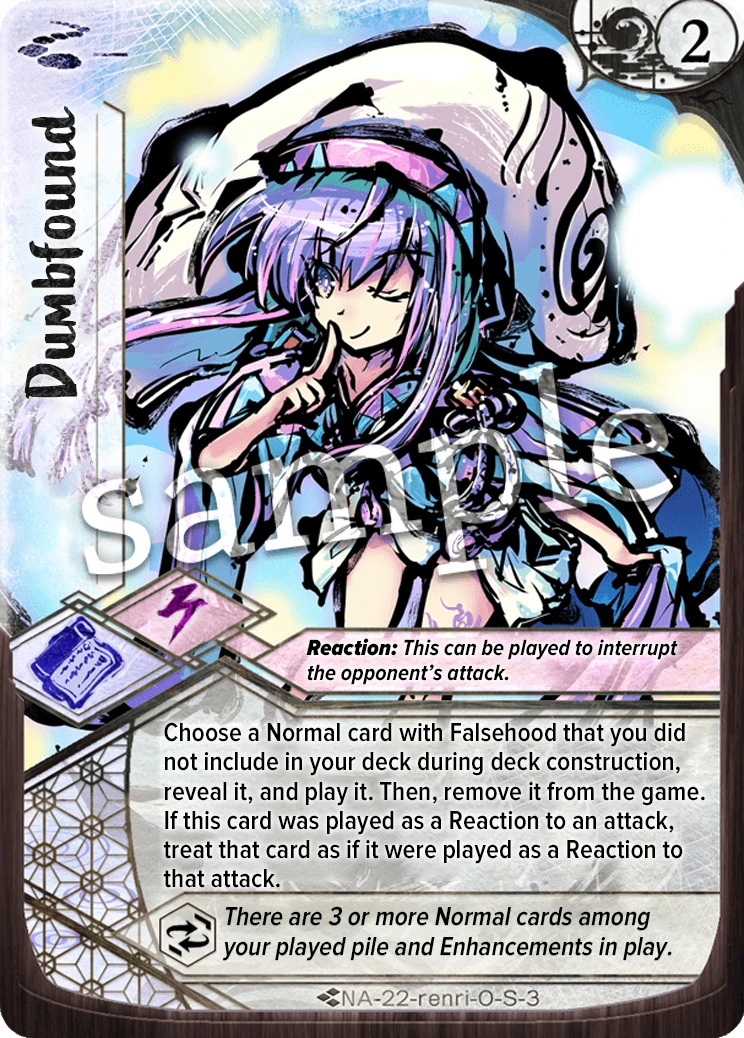 2
Dumbfound
sample
Reaction: This can be played to interrupt
the opponent's attack.
Choose a Normal card with Falsehood that you did
not include in your deck during deck construction,
reveal it, and play it. Then, remove it from the game.
If this card was played as a Reaction to an attack,
treat that card as if it were played as a Reaction to
that attack.
There are 3 or more Normal cards among
your played pile and Enhancements in play.
NA-22-renri-O-S-3